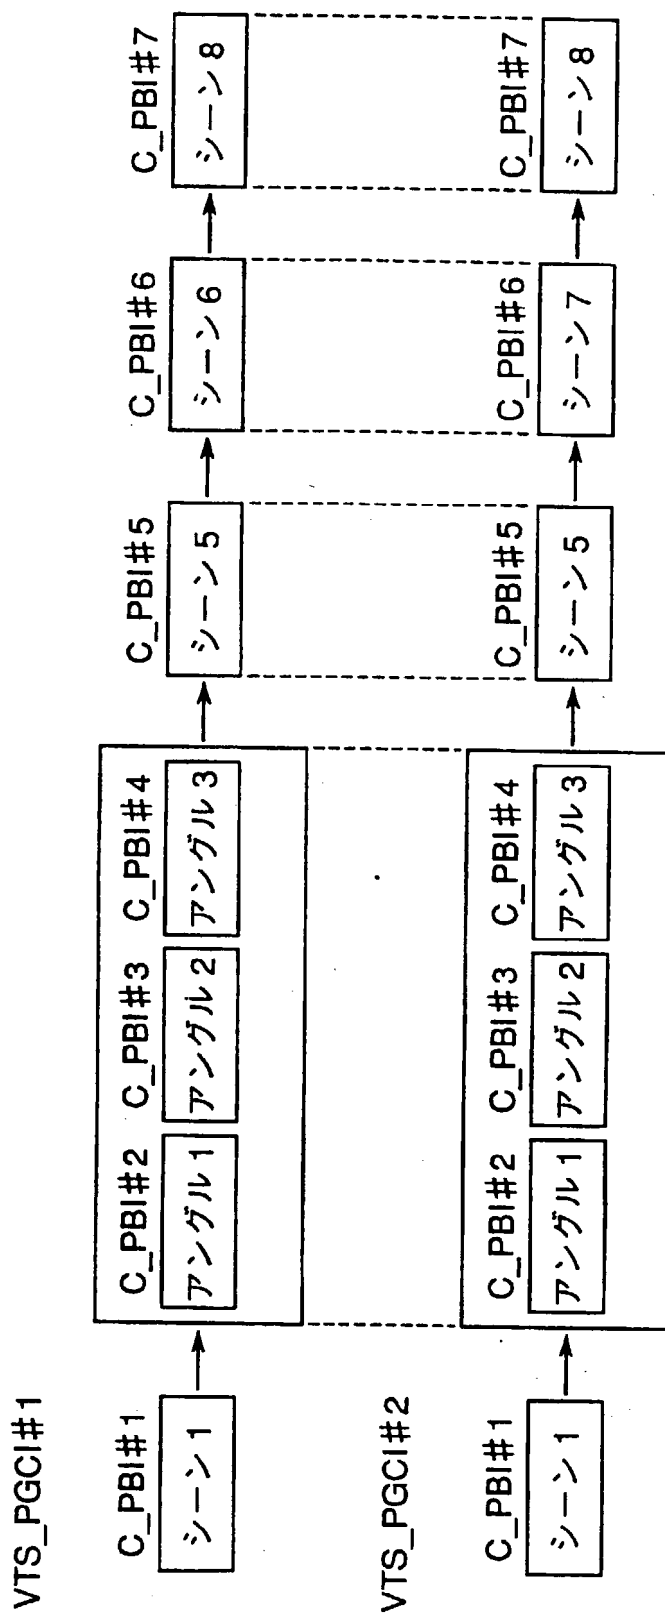 VTS_PGCI#1
C_PBI#1
シーン1
C_PBI#2
アングル1
C_PBI#3
アングル2
C_PBI#4
アングル3
C_PBI#5
シーン5
C_PBI#6
シーン6
C_PBI#7
シーン8
VTS_PGCI#2
C_PBI#1
シーン1
C_PBI#2
アングル1
C_PBI#3
アングル2
C_PBI#4
アングル3
C_PBI#5
シーン5
C_PBI#6
シーン7
C_PBI#7
シーン8